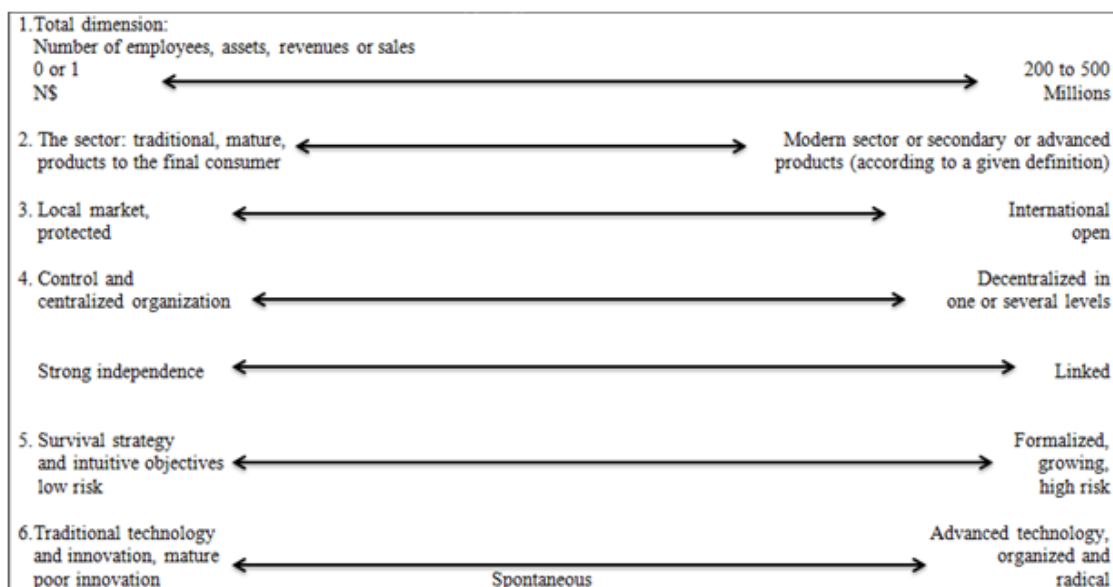 1.Total dimension:
Number of employees, assets, revenues or sales
0 or 1 200 to 500
N$ Millions
2. The sector: traditional, mature, Modern sector or secondary or advanced
products to the final consumer products (according to a given definition)
3. Local market, International
protected open
4. Control and Decentralized in
centralized organization one or several levels
Strong independence Linked
5. Survival strategy Formalized,
and intuitive objectives growing,
low risk high risk
6.Traditional technology Advanced technology,
and innovation, mature organized and
poor innovation Spontaneous radical